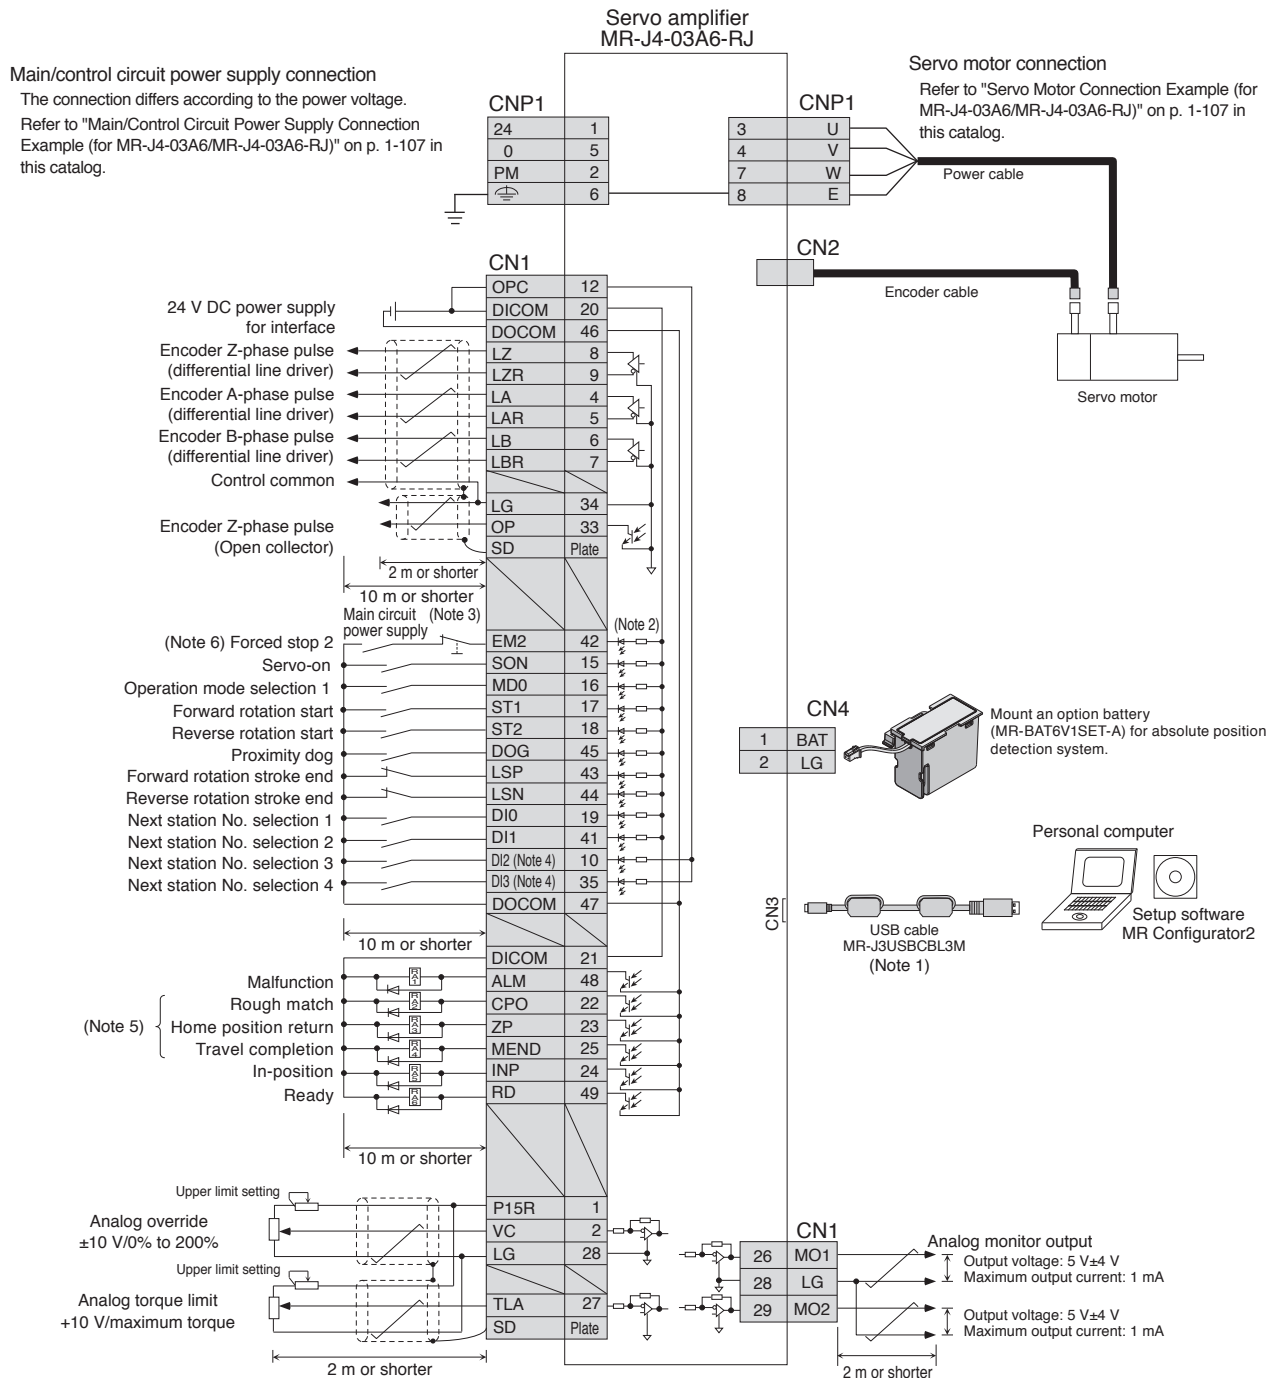 Servo amplifier
MR-J4-03A6-RJ
Main/control circuit power supply connection
The connection differs according to the power voltage.
Refer to "Main/Control Circuit Power Supply Connection
Example (for MR-J4-03A6/MR-J4-03A6-RJ)" on p. 1-107 in
this catalog.
Servo motor connection
Refer to "Servo Motor Connection Example (for
MR-J4-03A6/MR-J4-03A6-RJ)" on p. 1-107 in
this catalog.
CNP1
24 1
0 5
PM 2
6
CNP1
3 U
4 V
7 W
8 E
Power cable
CN2
Encoder cable
Servo motor
CN1
OPC 12
24 V DC power supply
for interface
DICOM 20
DOCOM 46
Encoder Z-phase pulse
(differential line driver)
LZ 8
LZR 9
Encoder A-phase pulse
(differential line driver)
LA 4
LAR 5
Encoder B-phase pulse
(differential line driver)
LB 6
LBR 7
Control common
LG 34
Encoder Z-phase pulse
(Open collector)
OP 33
SD Plate
2 m or shorter
10 m or shorter
Main circuit
power supply
(Note 3)
(Note 2)
(Note 6) Forced stop 2 EM2 42
Servo-on SON 15
Operation mode selection 1 MD0 16
Forward rotation start ST1 17
Reverse rotation start ST2 18
Proximity dog DOG 45
Forward rotation stroke end LSP 43
Reverse rotation stroke end LSN 44
Next station No. selection 1 DI0 19
Next station No. selection 2 DI1 41
Next station No. selection 3 DI2 (Note 4) 10
Next station No. selection 4 DI3 (Note 4) 35
DOCOM 47
10 m or shorter
DICOM 21
Malfunction RA1 ALM 48
Rough match RA2 CPO 22
(Note 5) Home position return RA3 ZP 23
Travel completion RA4 MEND 25
In-position RA5 INP 24
Ready RA6 RD 49
10 m or shorter
CN4
1 BAT
2 LG
Mount an option battery
(MR-BAT6V1SET-A) for absolute position
detection system.
Personal computer
CN3
USB cable
MR-J3USBCBL3M
(Note 1)
Setup software
MR Configurator2
Upper limit setting
Analog override
±10 V/0% to 200%
P15R 1
VC 2
LG 28
Upper limit setting
Analog torque limit
+10 V/maximum torque
TLA 27
SD Plate
2 m or shorter
CN1
26 MO1
28 LG
29 MO2
Analog monitor output
Output voltage: 5 V±4 V
Maximum output current: 1 mA
Output voltage: 5 V±4 V
Maximum output current: 1 mA
2 m or shorter